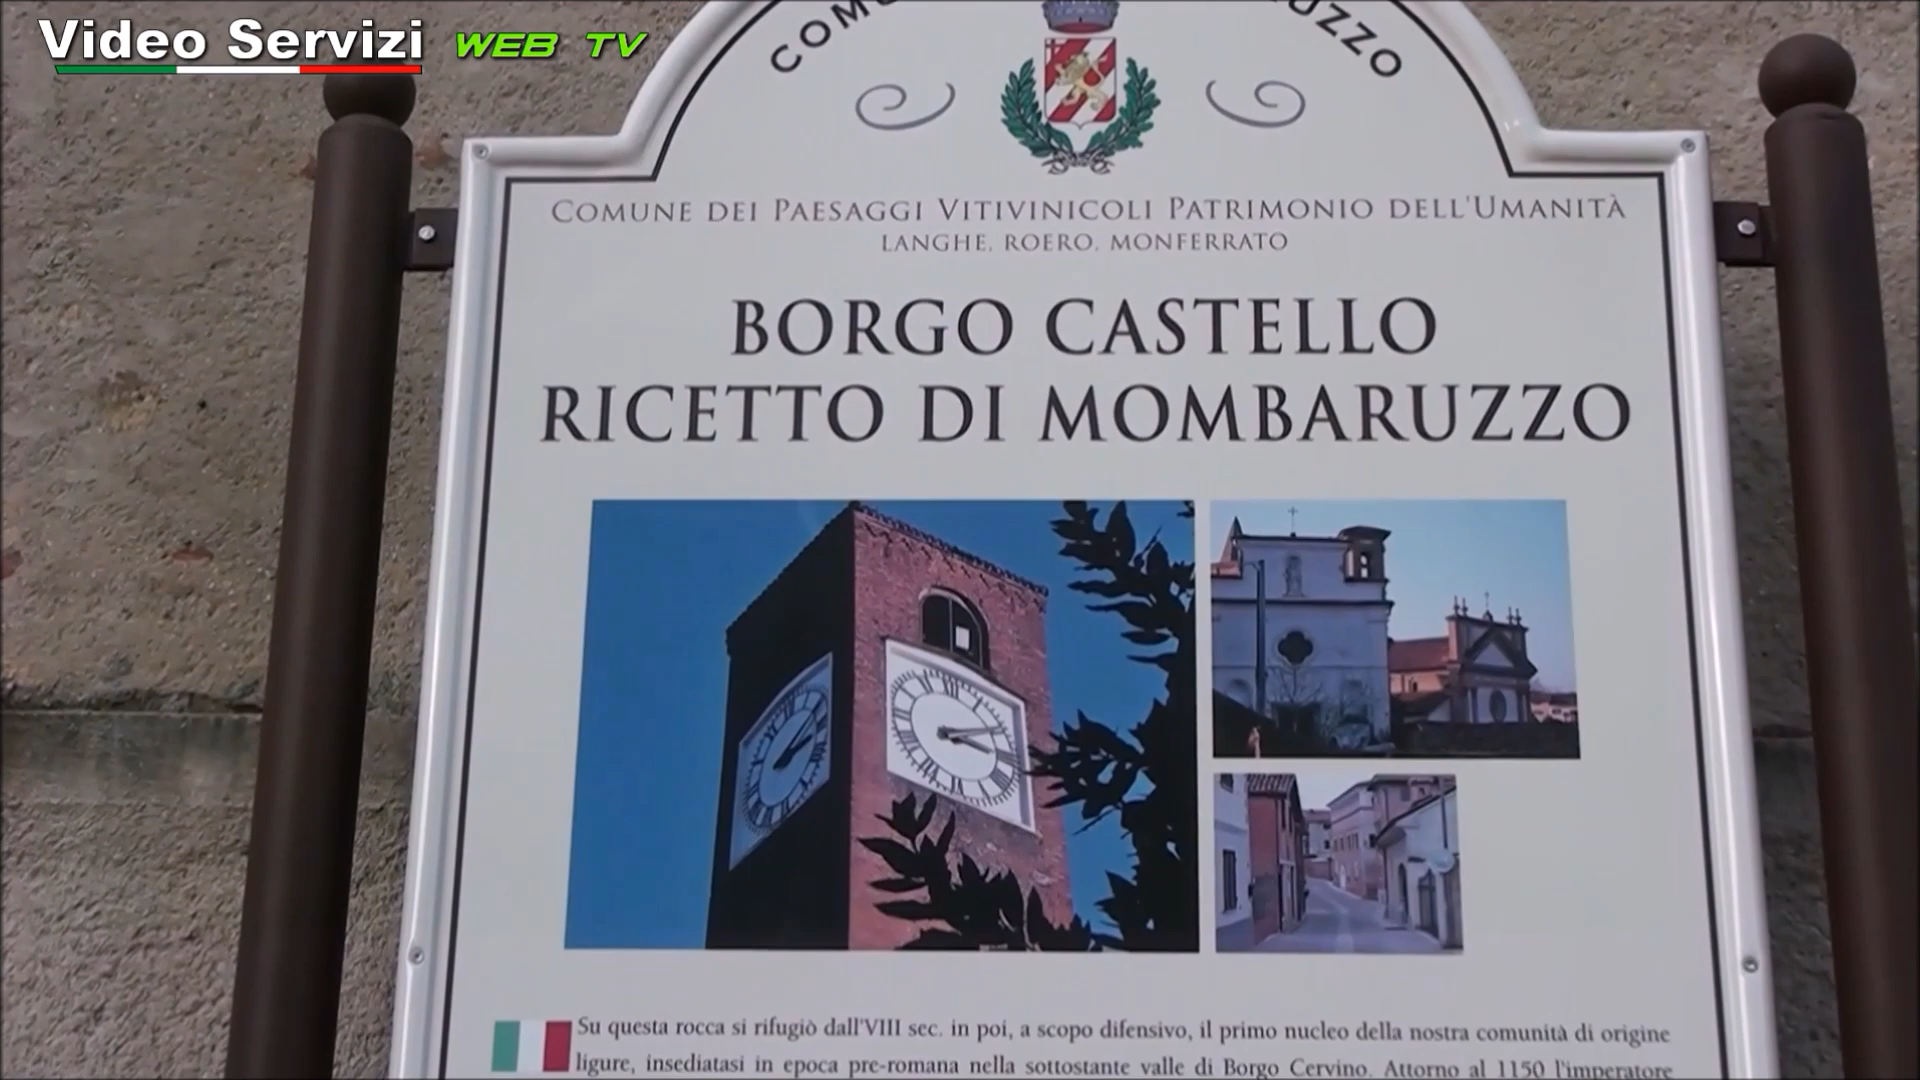 Video Servizi WEB TV
COMUNE DEI PAESAGGI VITIVINICOLI PATRIMONIO DELL'UMANITÀ
LANGHE, ROERO, MONFERRATO
BORGO CASTELLO
RICETTO DI MOMBARUZZO
Su questa rocca si rifugiò dall'VIII sec. in poi, a scopo difensivo, il primo nucleo della nostra comunità di origine
ligure, insediatasi in epoca pre-romana nella sottostante valle di Borgo Cervino. Attorno al 1150 l'imperatore